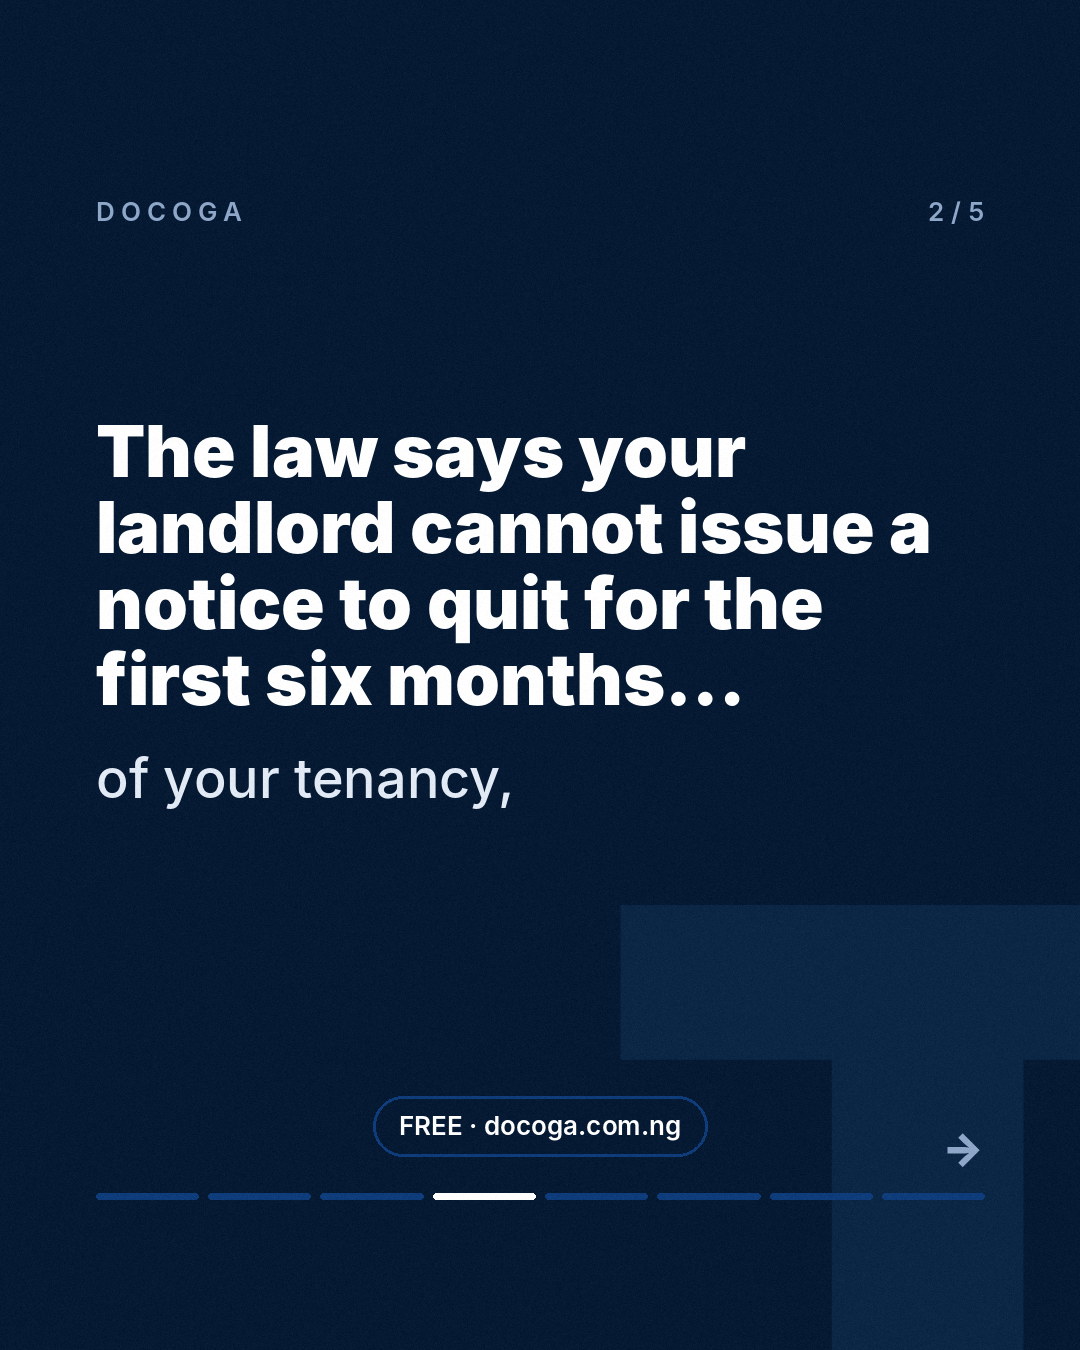 DOCOGA
2 / 5
The law says your
landlord cannot issue a
notice to quit for the
first six months...
of your tenancy,
FREE · docoga.com.ng
→
T